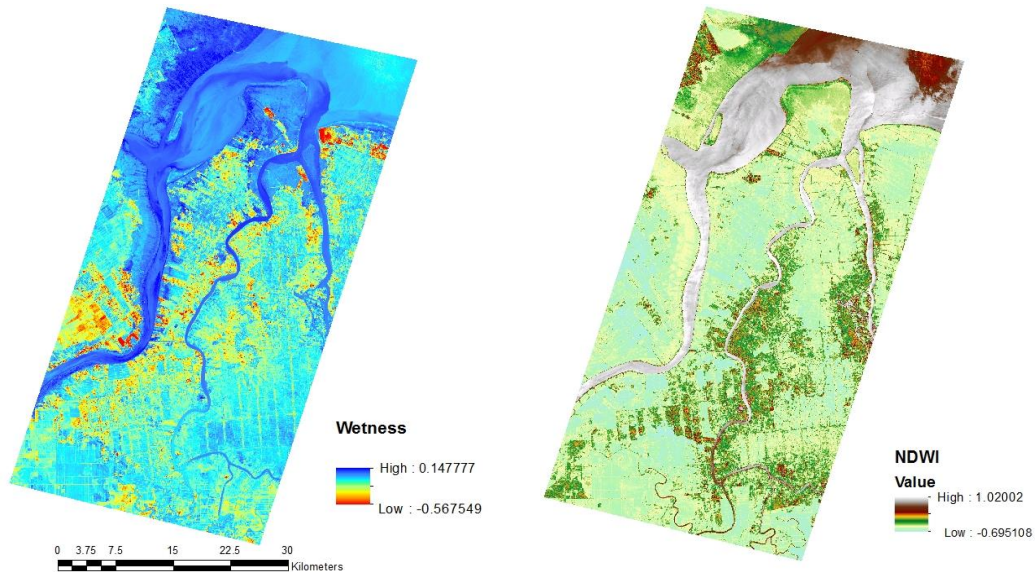 Wetness
High : 0.147777
Low : -0.567549
0 3.75 7.5 15 22.5 30
Kilometers
NDWI
Value
High : 1.02002
Low : -0.695108